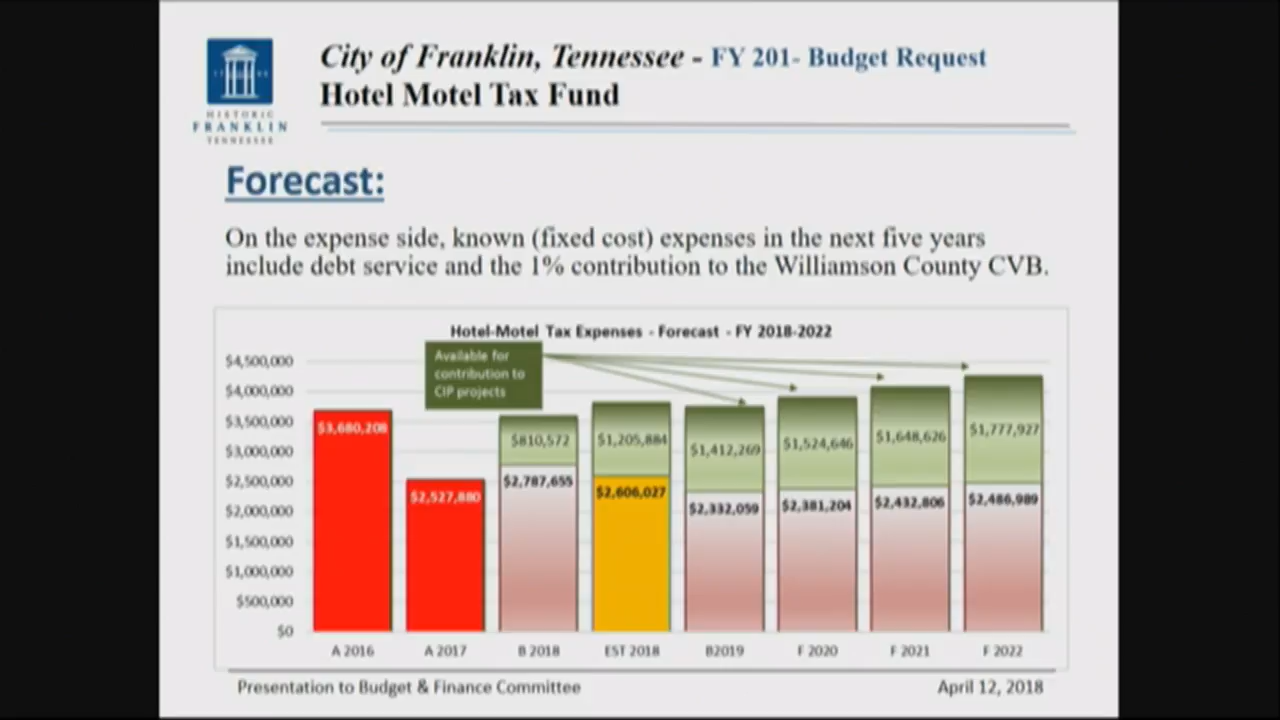 City of Franklin, Tennessee - FY 201- Budget Request
Hotel Motel Tax Fund
HISTORIC
FRANKLIN
TENNESSEE
Forecast:
On the expense side, known (fixed cost) expenses in the next five years
include debt service and the 1% contribution to the Williamson County CVB.
Hotel-Motel Tax Expenses - Forecast - FY 2018-2022
Available for
contribution to
CIP projects
$4,500,000
$4,000,000
$3,500,000
$3,000,000
$2,500,000
$2,000,000
$1,500,000
$1,000,000
$500,000
$0
$3,680,208
$2,527,880
$810,572
$2,787,655
$1,205,884
$2,606,027
$1,412,269
$2,332,059
$1,524,646
$2,381,204
$1,648,626
$2,432,806
$1,777,927
$2,486,989
A 2016 A 2017 B 2018 EST 2018 B2019 F 2020 F 2021 F 2022
Presentation to Budget & Finance Committee April 12, 2018